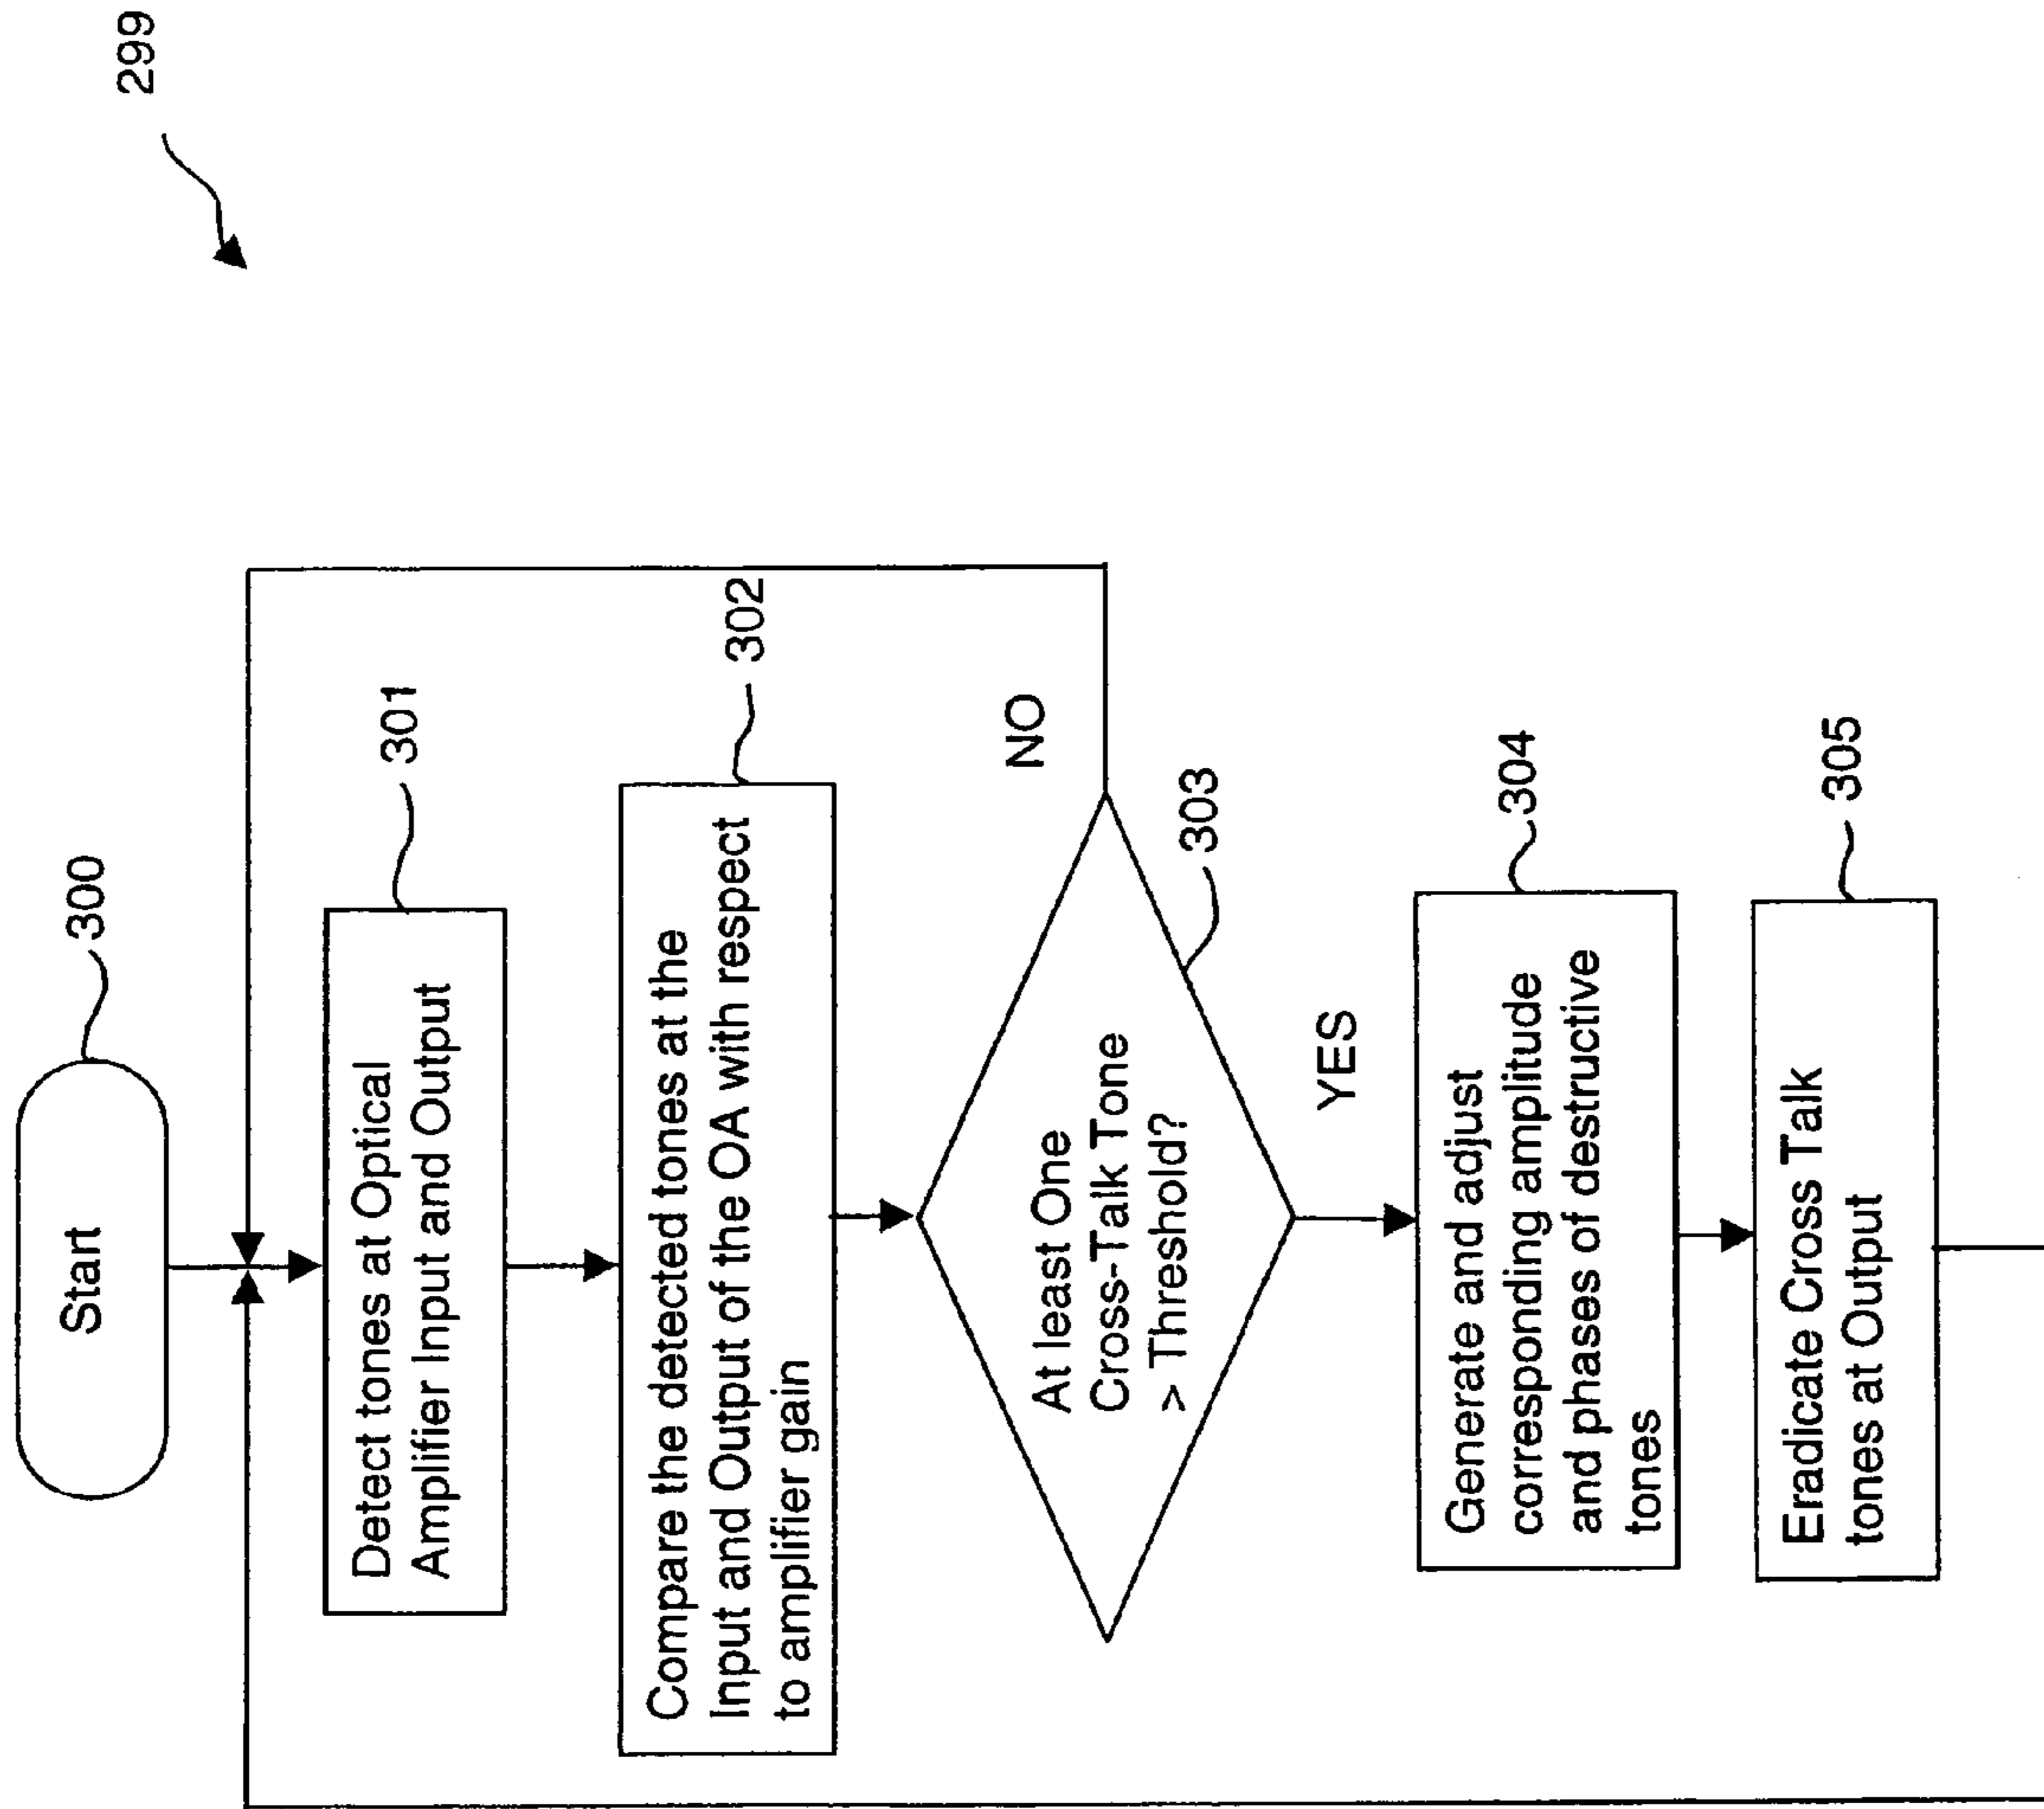 299
Start
300
Detect tones at Optical
Amplifier Input and Output
301
Compare the detected tones at the
Input and Output of the OA with respect
to amplifier gain
302
At least One
Cross-Talk Tone
> Threshold?
303
NO
YES
Generate and adjust
corresponding amplitude
and phases of destructive
tones
304
Eradicate Cross Talk
tones at Output
305